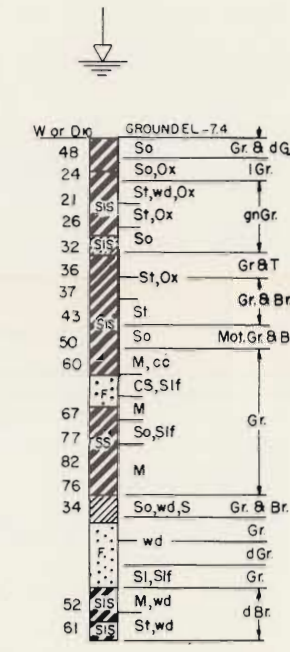 W or D10 GROUND EL -7.4
48 So Gr. & dG
24 So,Ox lGr.
21 St,wd,Ox
SIS
26 St,Ox gnGr.
32 SIS So
36 Gr & T
St,Ox
37 Gr. & Br.
43 St
SIS
50 So Mot. Gr. & B
60 M, cc
F CS, Slf
67 M Gr.
77 SS So, Slf
82 M
76
34 So,wd,S Gr. & Br.
wd Gr.
F. dGr.
SI, Slf Gr.
52 SIS M,wd dBr.
61 SIS St,wd